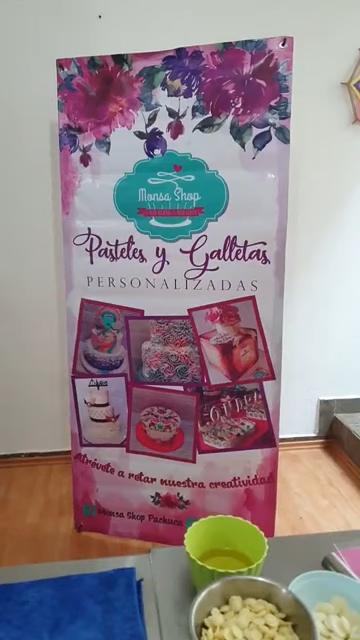 Monsa Shop
Pasteles y Galletas
PERSONALIZADAS
Atrévete a retar nuestra creatividad
Monsa Shop Pachuca